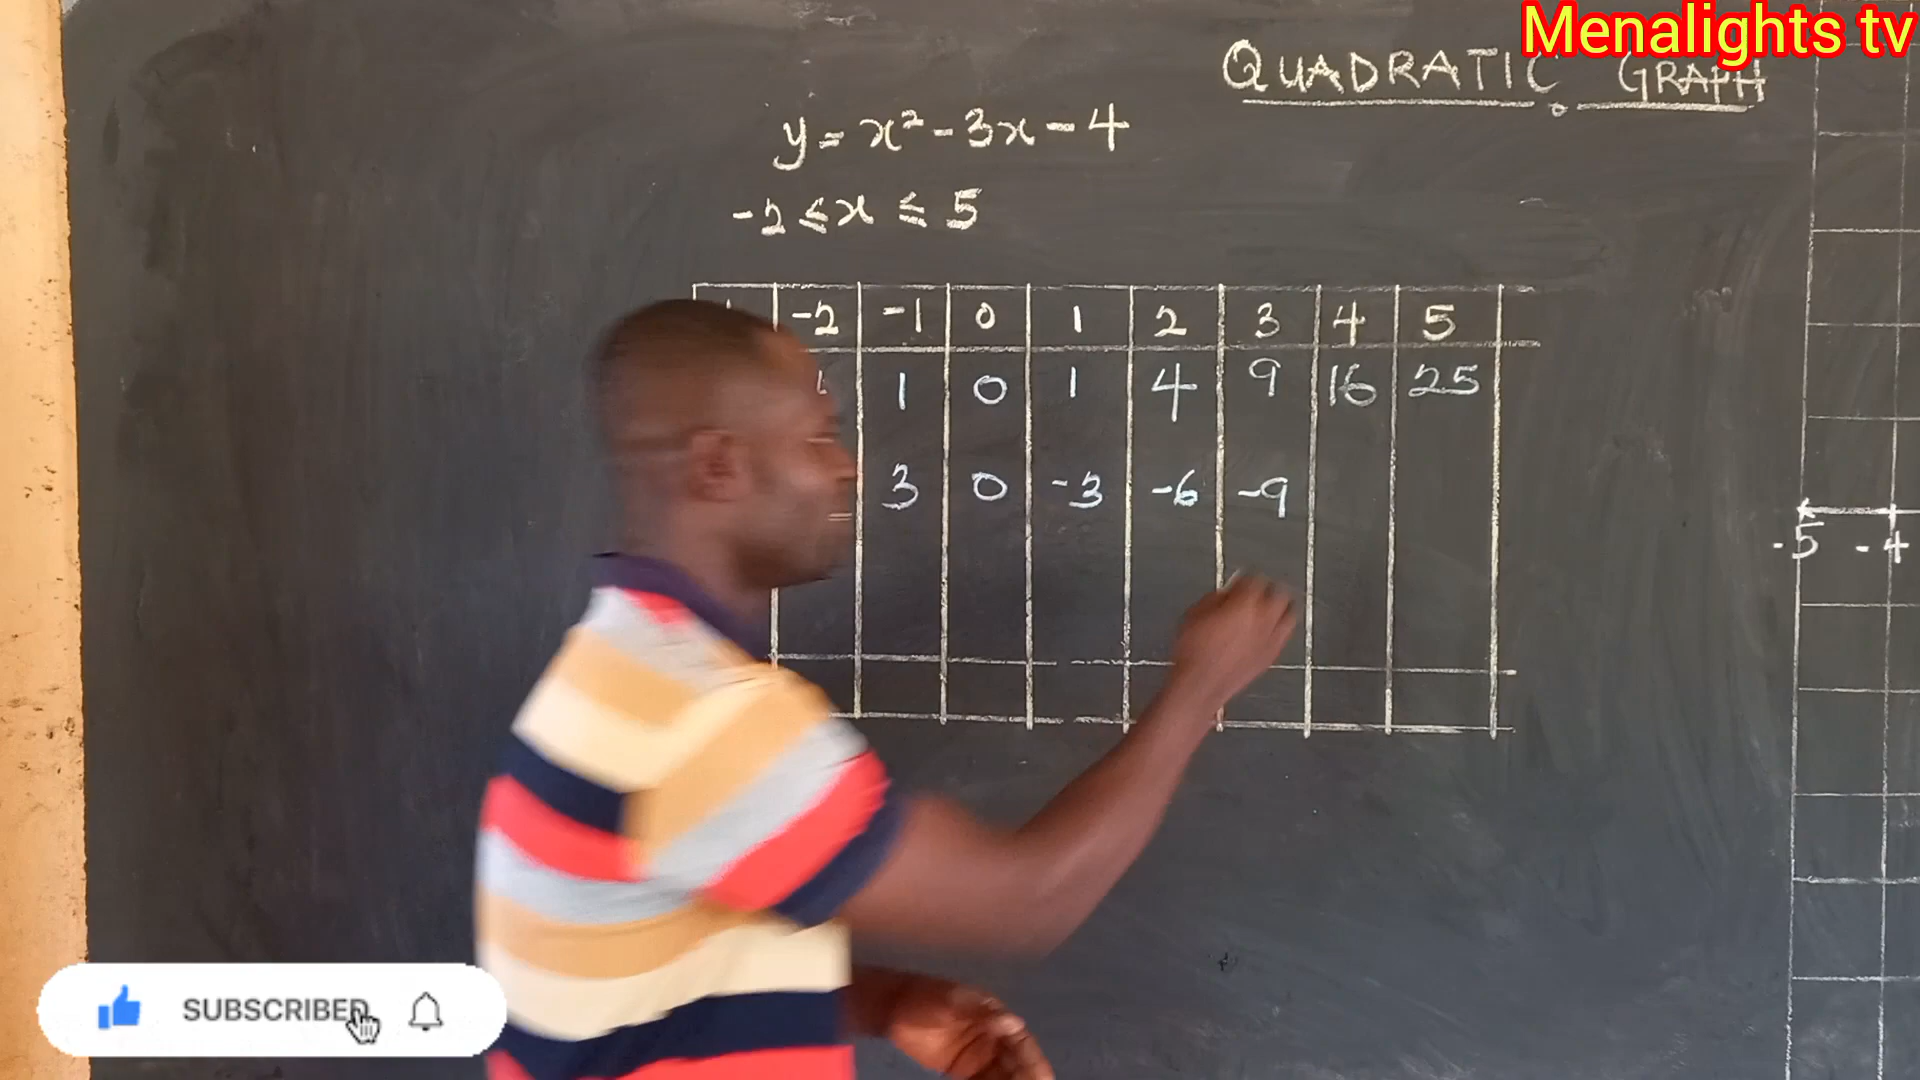 Menalights tv
QUADRATIC GRAPH
y = x² - 3x - 4
-2 ≤ x ≤ 5
-2 -1 0 1 2 3 4 5
1 0 1 4 9 16 25
3 0 -3 -6 -9
-5 -4
SUBSCRIBED